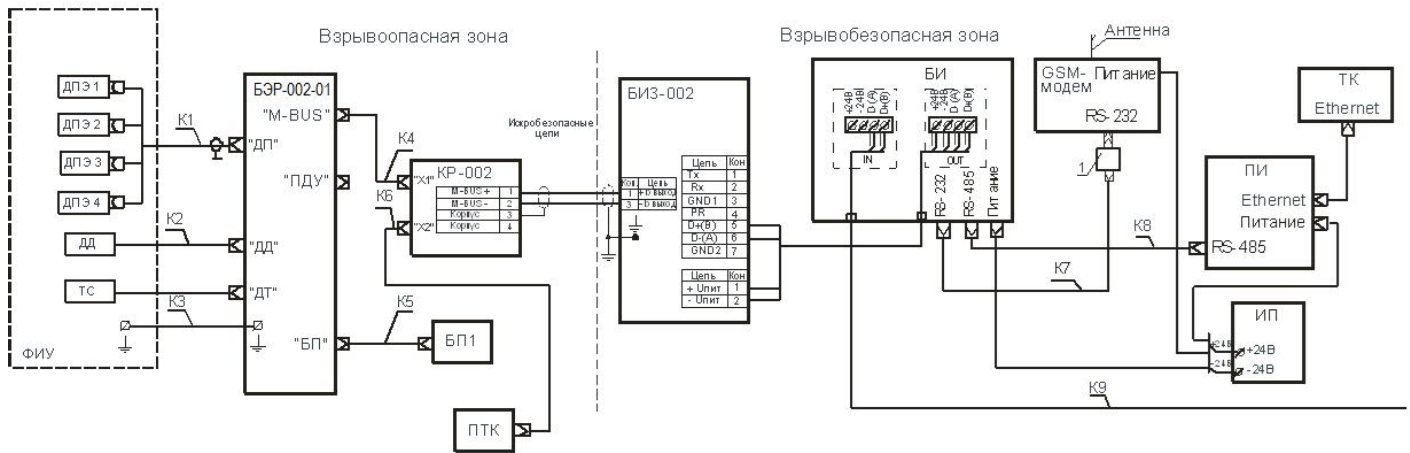 Взрывоопасная зона
Взрывобезопасная зона
ДПЭ 1
ДПЭ 2
ДПЭ 3
ДПЭ 4
ДД
ТС
ФИУ
К1
К2
К3
БЭР-002-01
"M-BUS"
"ДП"
"ПДУ"
"ДД"
"ДТ"
"БП"
К4
К6
К5
БП1
ПТК
КР-002
"X1"
"X2"
M-BUS+ 1
M-BUS- 2
Корпус 3
Корпус 4
Искробезопасные
цепи
БИЗ-002
Кон. Цепь
1
3
Цепь Кон
Tx 1
Rx 2
GND1 3
PR 4
D+(B) 5
D-(A) 6
GND2 7
Цепь Кон
+ Uпит 1
- Uпит 2
БИ
+24В
-24В
D-(A)
D+(B)
IN
+24В
-24В
D-(A)
D+(B)
OUT
RS-232
RS-485
Питание
Антенна
GSM-
модем
Питание
RS-232
1
К7
К8
К9
ТК
Ethernet
ПИ
Ethernet
Питание
RS-485
ИП
+24В
-24В
+24В
-24В